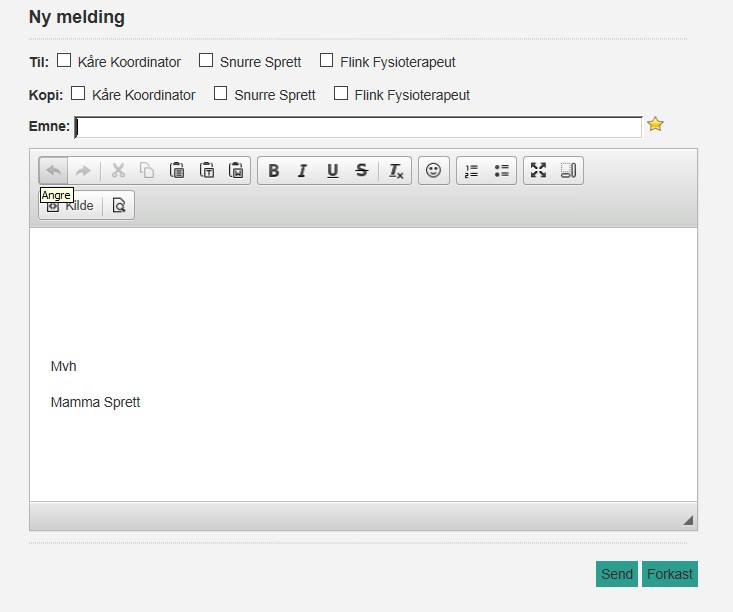 Ny melding
Til: Kåre Koordinator Snurre Sprett Flink Fysioterapeut
Kopi: Kåre Koordinator Snurre Sprett Flink Fysioterapeut
Emne:
B I U S Ix
Angre
Kilde
Mvh
Mamma Sprett
Send Forkast